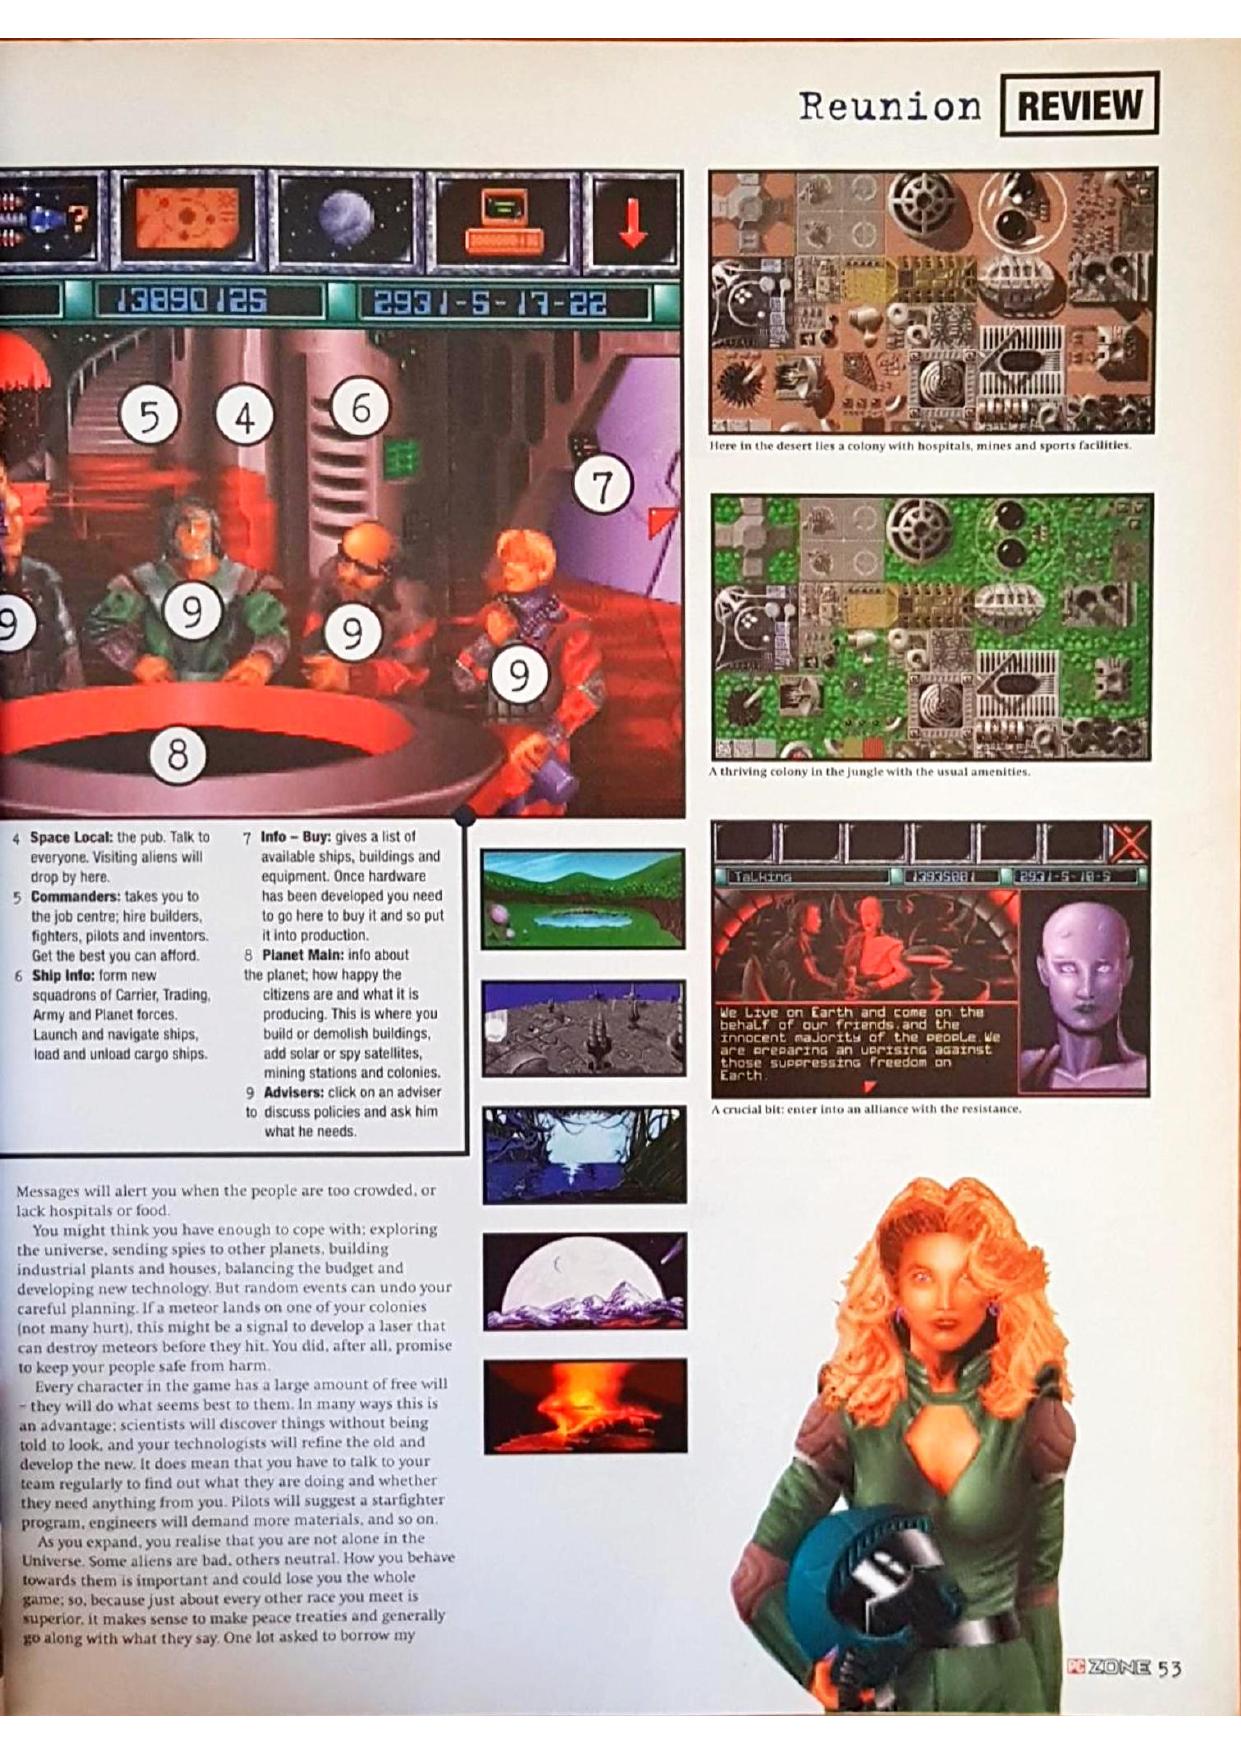 Reunion REVIEW
?
13890125
2931-5-17-22
5
4
6
7
9
9
9
9
8
Here in the desert lies a colony with hospitals, mines and sports facilities.
A thriving colony in the jungle with the usual amenities.
4 Space Local: the pub. Talk to
everyone. Visiting aliens will
drop by here.
5 Commanders: takes you to
the job centre; hire builders,
fighters, pilots and inventors.
Get the best you can afford.
6 Ship Info: form new
squadrons of Carrier, Trading,
Army and Planet forces.
Launch and navigate ships,
load and unload cargo ships.
7 Info – Buy: gives a list of
available ships, buildings and
equipment. Once hardware
has been developed you need
to go here to buy it and so put
it into production.
8 Planet Main: info about
the planet; how happy the
citizens are and what it is
producing. This is where you
build or demolish buildings,
add solar or spy satellites,
mining stations and colonies.
9 Advisers: click on an adviser
to discuss policies and ask him
what he needs.
Talking
2931-5-18-5
We Live on Earth and come on the
behalf of our friends.and the
innocent majority of the people.We
are preparing an uprising against
those suppressing freedom on
Earth.
A crucial bit: enter into an alliance with the resistance.
Messages will alert you when the people are too crowded, or
lack hospitals or food.
You might think you have enough to cope with; exploring
the universe, sending spies to other planets, building
industrial plants and houses, balancing the budget and
developing new technology. But random events can undo your
careful planning. If a meteor lands on one of your colonies
(not many hurt), this might be a signal to develop a laser that
can destroy meteors before they hit. You did, after all, promise
to keep your people safe from harm.
Every character in the game has a large amount of free will
– they will do what seems best to them. In many ways this is
an advantage; scientists will discover things without being
told to look, and your technologists will refine the old and
develop the new. It does mean that you have to talk to your
team regularly to find out what they are doing and whether
they need anything from you. Pilots will suggest a starfighter
program, engineers will demand more materials, and so on.
As you expand, you realise that you are not alone in the
Universe. Some aliens are bad, others neutral. How you behave
towards them is important and could lose you the whole
game; so, because just about every other race you meet is
superior, it makes sense to make peace treaties and generally
go along with what they say. One lot asked to borrow my
PC ZONE 53